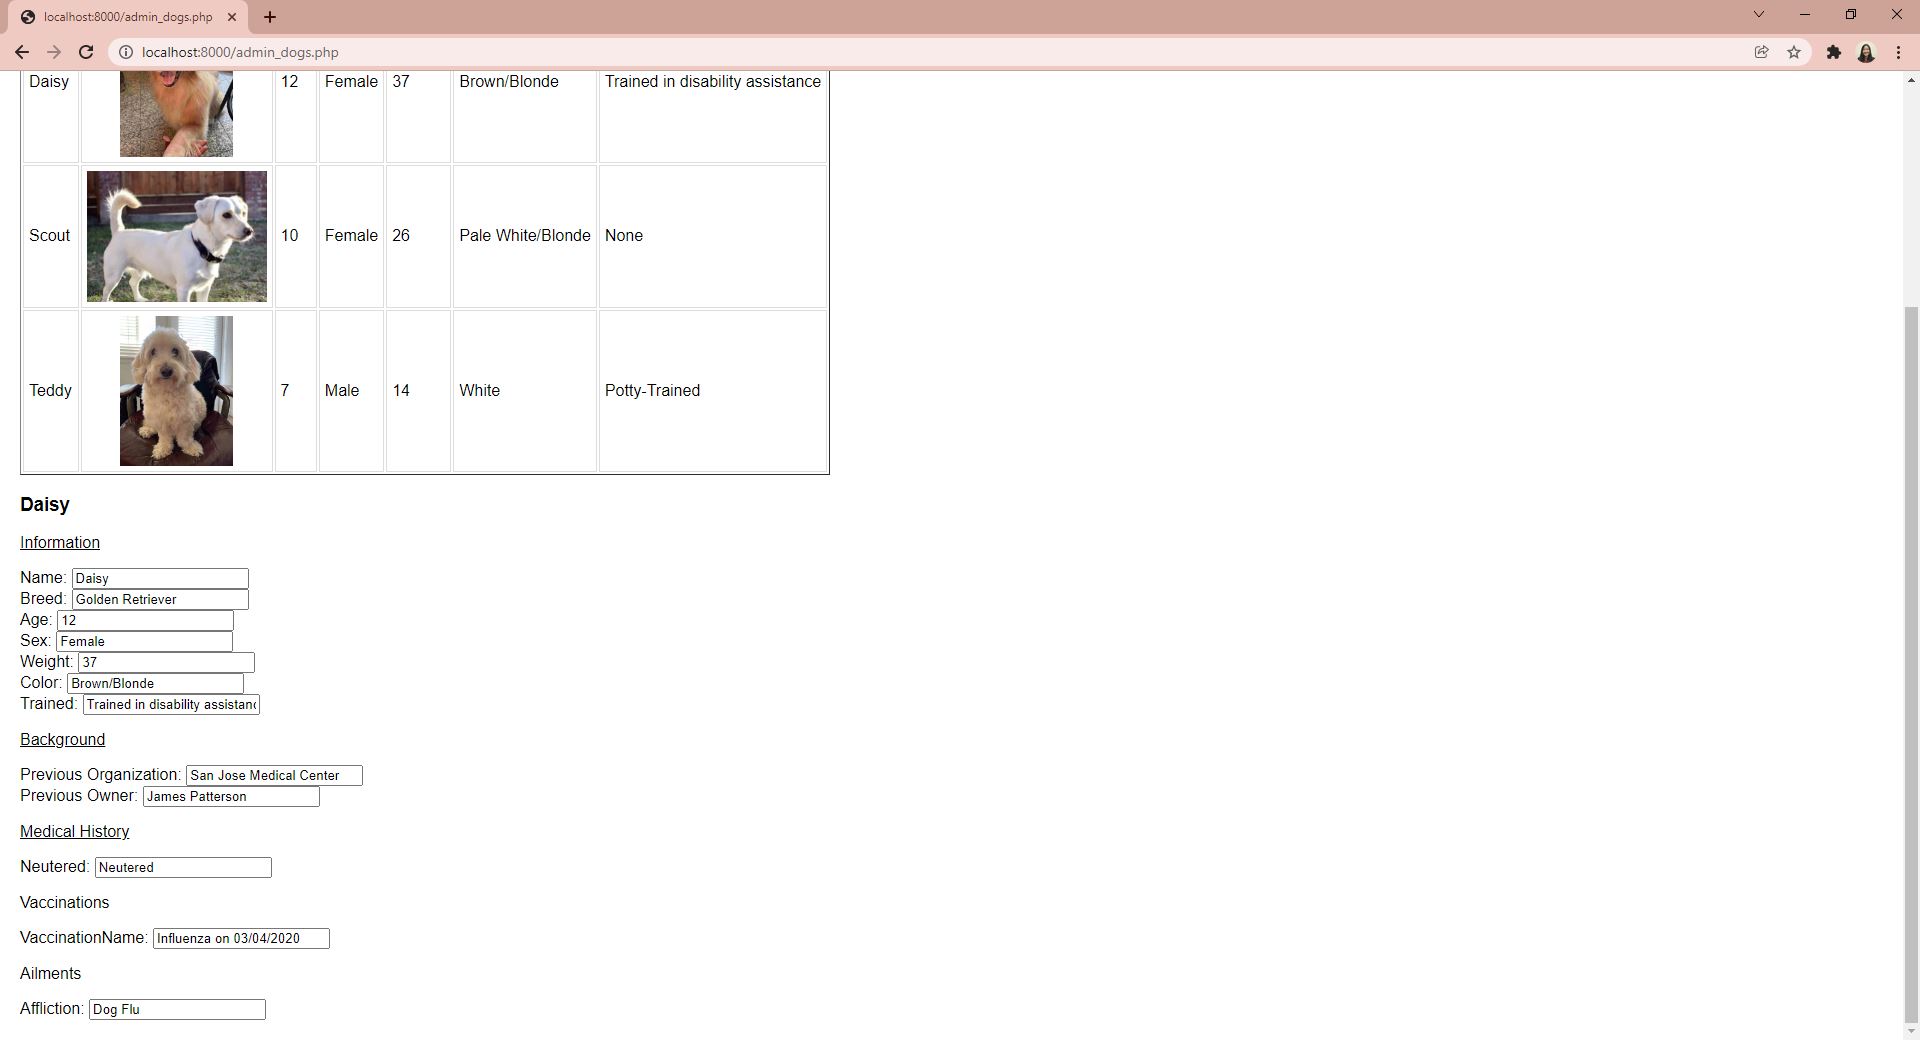 localhost:8000/admin_dogs.php
localhost:8000/admin_dogs.php
Daisy 12 Female 37 Brown/Blonde Trained in disability assistance
Scout 10 Female 26 Pale White/Blonde None
Teddy 7 Male 14 White Potty-Trained
Daisy
Information
Name: Daisy
Breed: Golden Retriever
Age: 12
Sex: Female
Weight: 37
Color: Brown/Blonde
Trained: Trained in disability assistanc
Background
Previous Organization: San Jose Medical Center
Previous Owner: James Patterson
Medical History
Neutered: Neutered
Vaccinations
VaccinationName: Influenza on 03/04/2020
Ailments
Affliction: Dog Flu